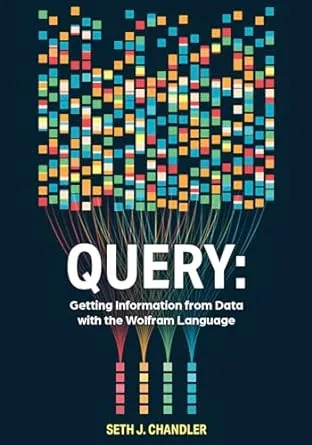 QUERY:
Getting Information from Data
with the Wolfram Language
SETH J. CHANDLER